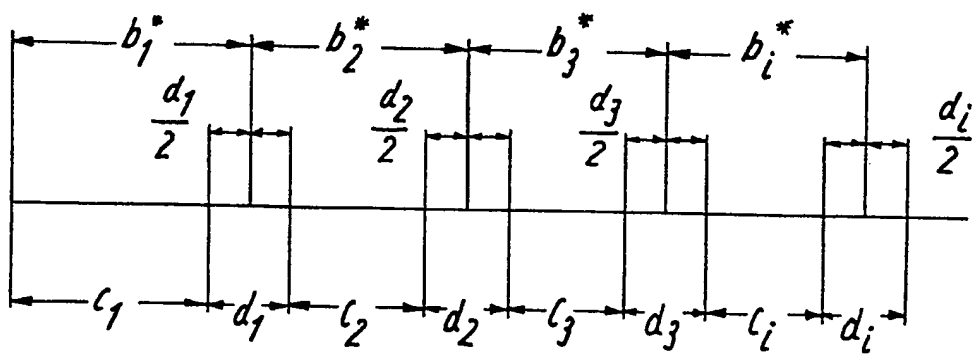 b₁* b₂* b₃* bᵢ*
d₁/2 d₂/2 d₃/2 dᵢ/2
c₁ d₁ c₂ d₂ c₃ d₃ cᵢ dᵢ